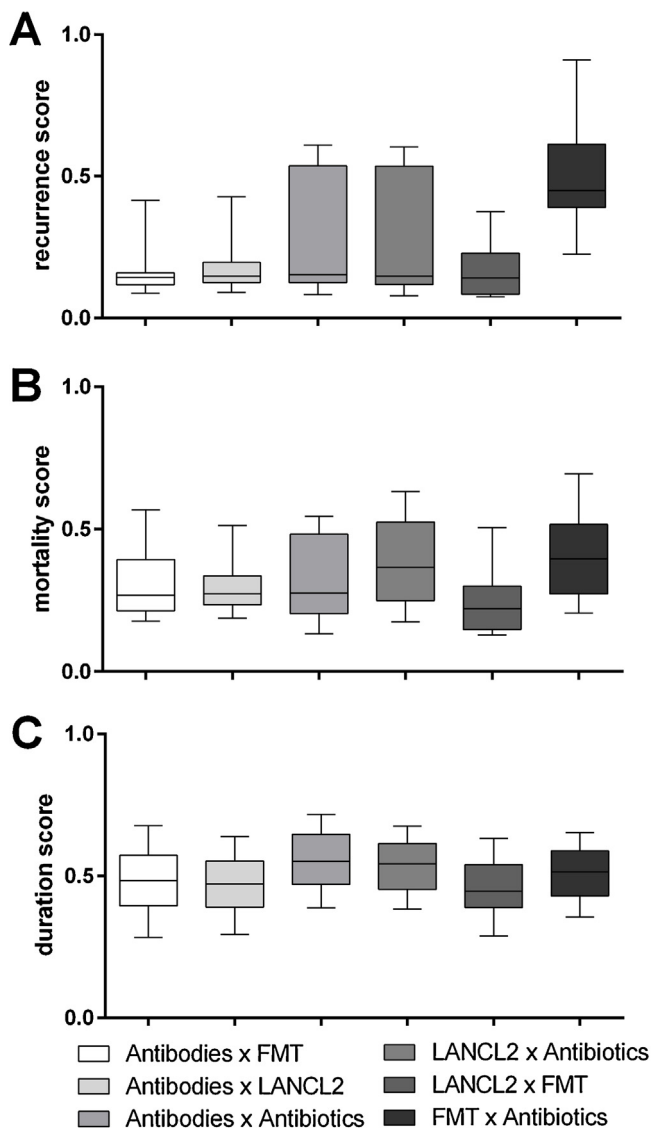 A
1.0
recurrence score
0.5
0.0
B
1.0
mortality score
0.5
0.0
C
1.0
duration score
0.5
0.0
Antibodies x FMT
LANCL2 x Antibiotics
Antibodies x LANCL2
LANCL2 x FMT
Antibodies x Antibiotics
FMT x Antibiotics